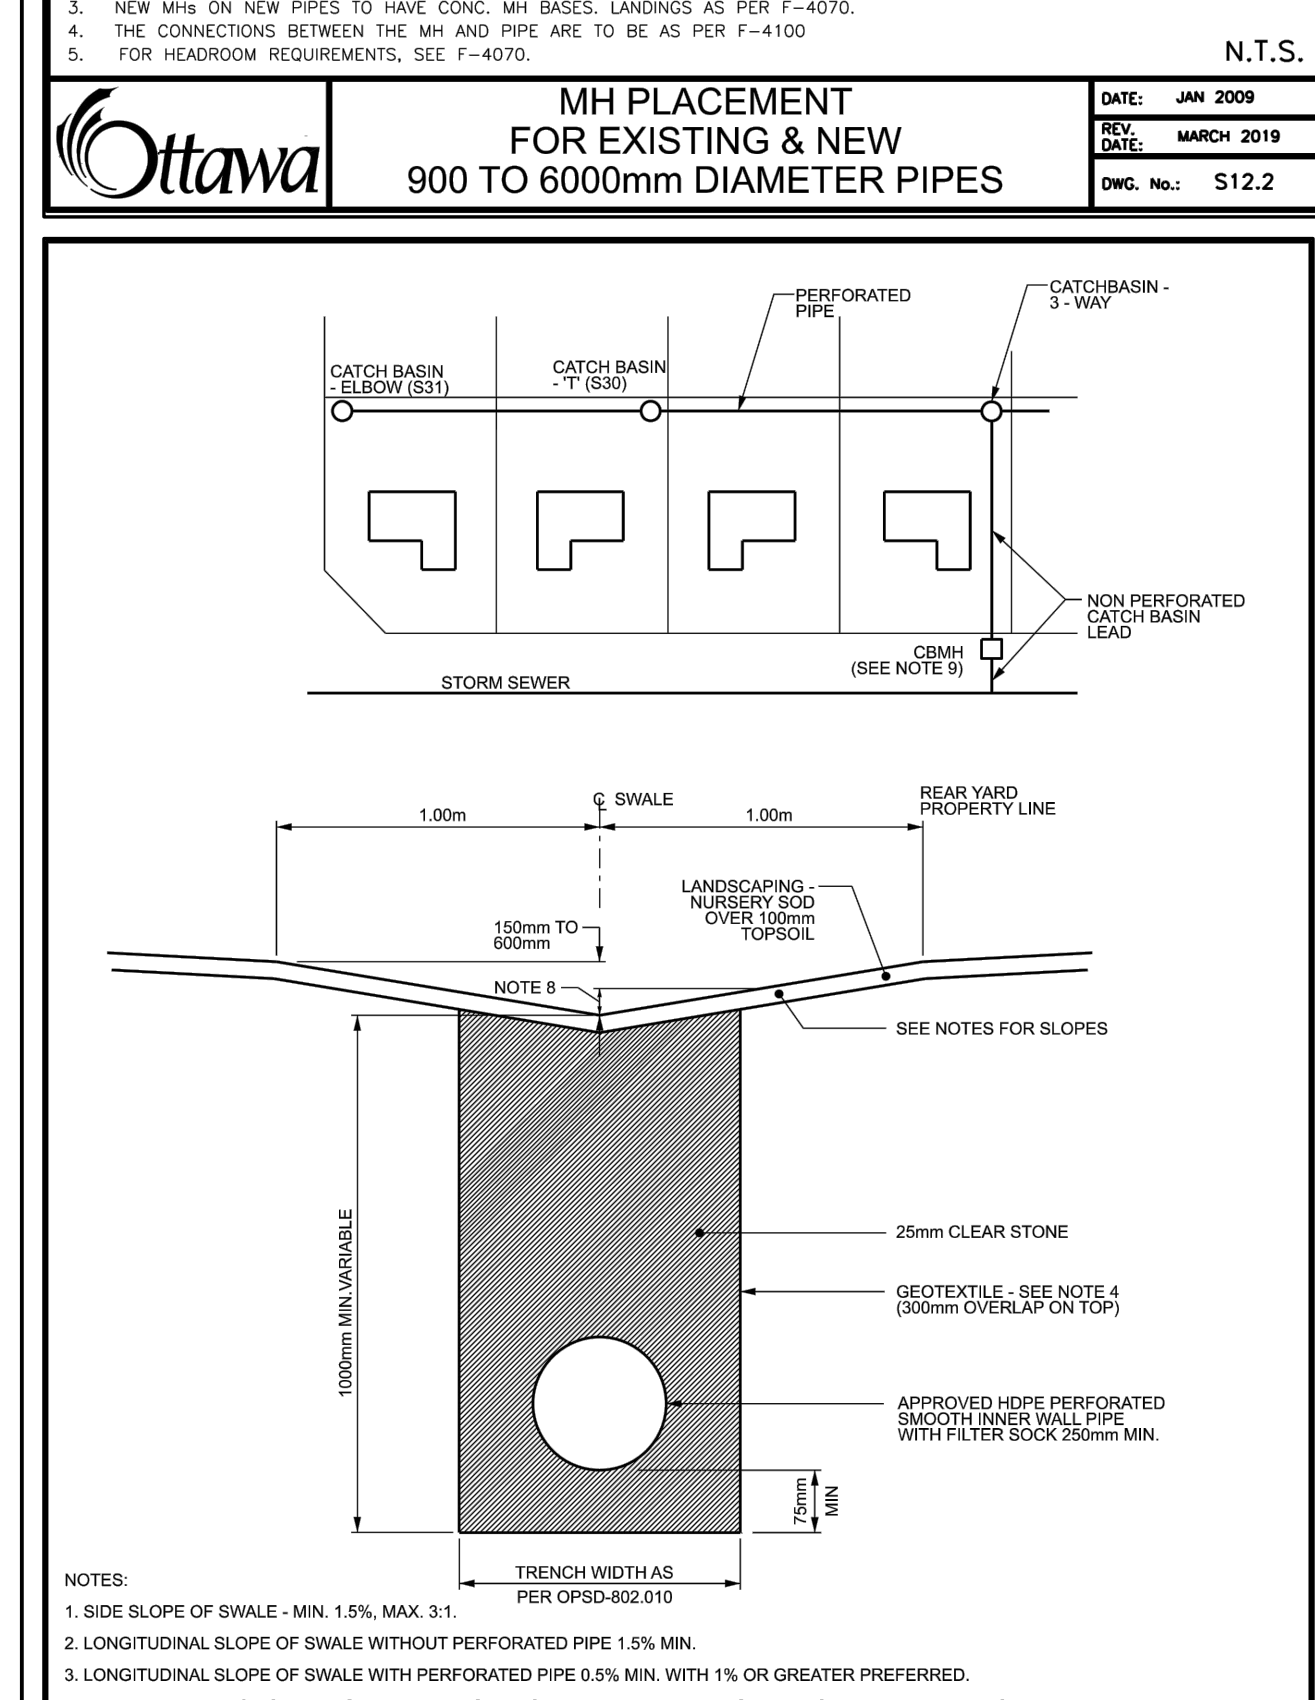 3. NEW MHs ON NEW PIPES TO HAVE CONC. MH BASES. LANDINGS AS PER F-4070.
4. THE CONNECTIONS BETWEEN THE MH AND PIPE ARE TO BE AS PER F-4100
5. FOR HEADROOM REQUIREMENTS, SEE F-4070.
N.T.S.
Ottawa
MH PLACEMENT
FOR EXISTING & NEW
900 TO 6000mm DIAMETER PIPES
DATE: JAN 2009
REV. DATE: MARCH 2019
DWG. No.: S12.2
PERFORATED
PIPE
CATCHBASIN -
3 - WAY
CATCH BASIN
- ELBOW (S31)
CATCH BASIN
- 'T' (S30)
NON PERFORATED
CATCH BASIN
LEAD
CBMH
(SEE NOTE 9)
STORM SEWER
℄ SWALE
REAR YARD
PROPERTY LINE
1.00m
1.00m
LANDSCAPING -
NURSERY SOD
OVER 100mm
TOPSOIL
150mm TO
600mm
NOTE 8
SEE NOTES FOR SLOPES
1000mm MIN.VARIABLE
25mm CLEAR STONE
GEOTEXTILE - SEE NOTE 4
(300mm OVERLAP ON TOP)
APPROVED HDPE PERFORATED
SMOOTH INNER WALL PIPE
WITH FILTER SOCK 250mm MIN.
75mm
MIN
TRENCH WIDTH AS
PER OPSD-802.010
NOTES:
1. SIDE SLOPE OF SWALE - MIN. 1.5%, MAX. 3:1.
2. LONGITUDINAL SLOPE OF SWALE WITHOUT PERFORATED PIPE 1.5% MIN.
3. LONGITUDINAL SLOPE OF SWALE WITH PERFORATED PIPE 0.5% MIN. WITH 1% OR GREATER PREFERRED.